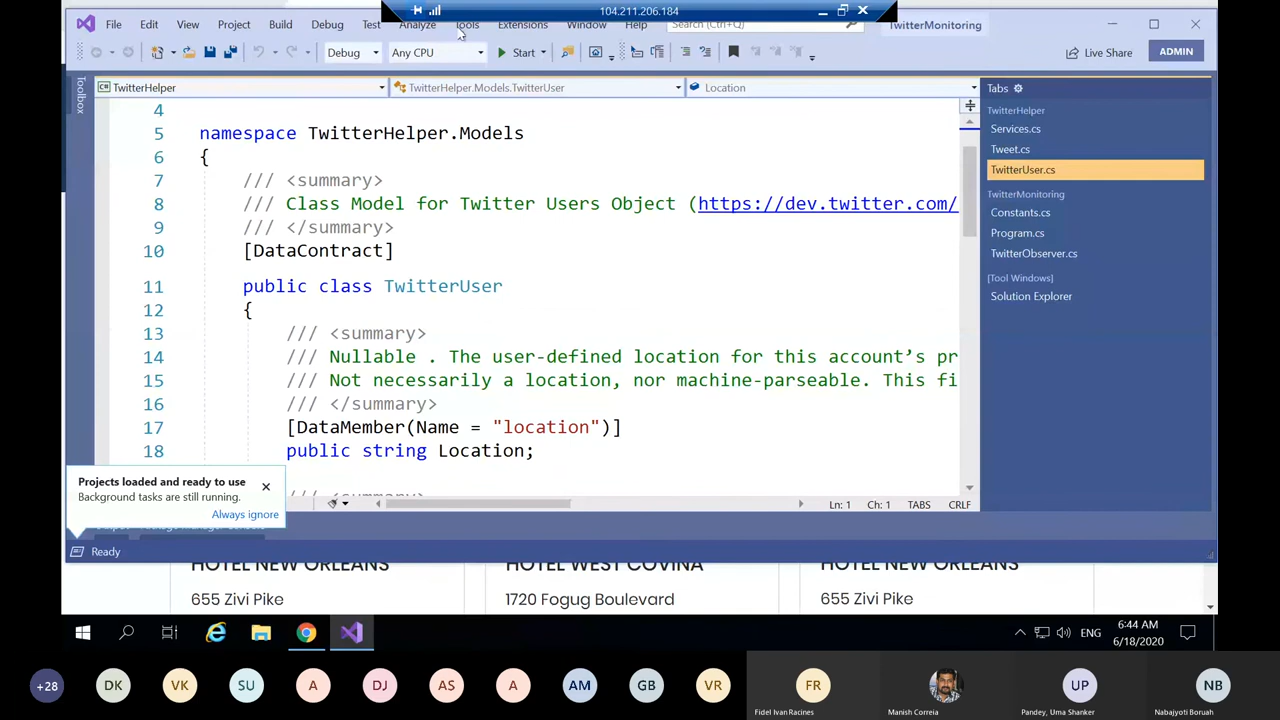 104.211.206.184
File Edit View Project Build Debug Test Analyze Tools Extensions Window Help Search (Ctrl+Q) TwitterMonitoring
Debug Any CPU Start Live Share ADMIN
Toolbox
TwitterHelper TwitterHelper.Models.TwitterUser Location
Tabs
TwitterHelper
Services.cs
Tweet.cs
TwitterUser.cs
TwitterMonitoring
Constants.cs
Program.cs
TwitterObserver.cs
[Tool Windows]
Solution Explorer
4
5 namespace TwitterHelper.Models
6 {
7 /// <summary>
8 /// Class Model for Twitter Users Object (https://dev.twitter.com/
9 /// </summary>
10 [DataContract]
11 public class TwitterUser
12 {
13 /// <summary>
14 /// Nullable . The user-defined location for this account’s pr
15 /// Not necessarily a location, nor machine-parseable. This fi
16 /// </summary>
17 [DataMember(Name = "location")]
18 public string Location;
/// <summary>
Projects loaded and ready to use
Background tasks are still running.
Always ignore
Ln: 1 Ch: 1 TABS CRLF
Ready
HOTEL NEW ORLEANS HOTEL WEST COVINA HOTEL NEW ORLEANS
655 Zivi Pike 1720 Fogug Boulevard 655 Zivi Pike
ENG 6:44 AM
6/18/2020
+28 DK VK SU A DJ AS A AM GB VR FR UP NB
Fidel Ivan Racines Manish Correia Pandey, Uma Shanker Nabajyoti Boruah